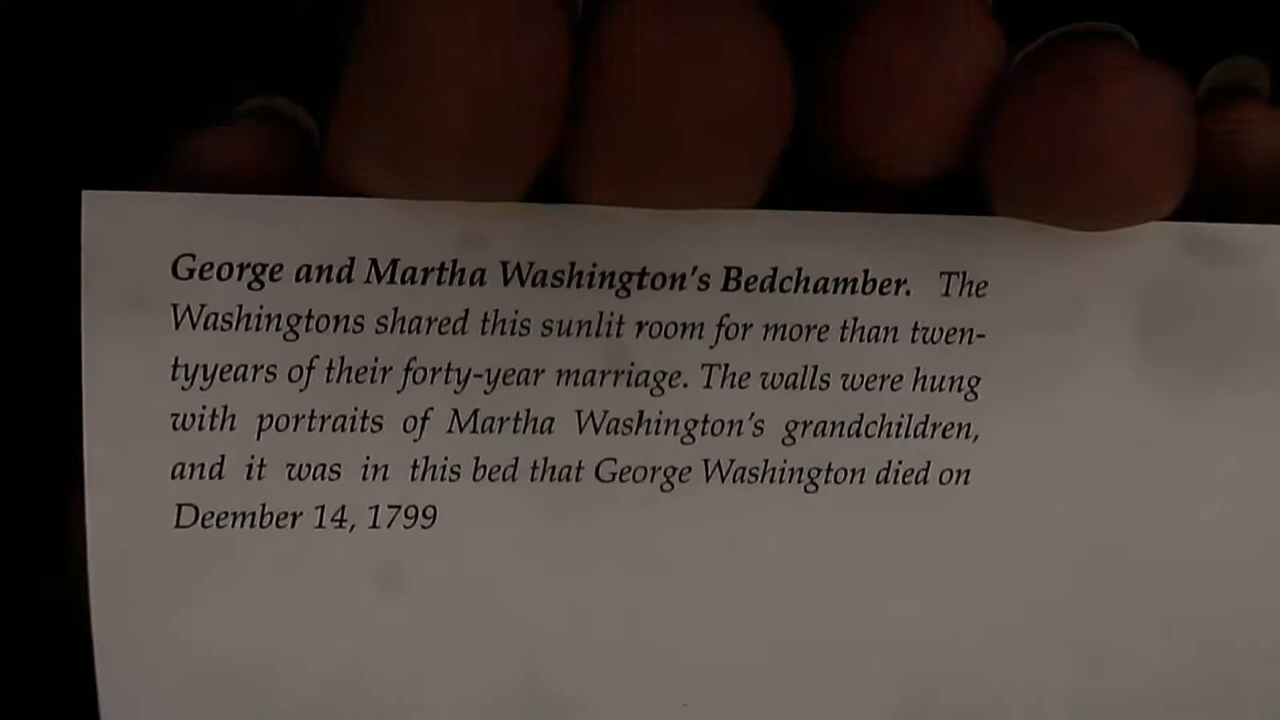 George and Martha Washington's Bedchamber. The
Washingtons shared this sunlit room for more than twen-
tyyears of their forty-year marriage. The walls were hung
with portraits of Martha Washington's grandchildren,
and it was in this bed that George Washington died on
Deember 14, 1799